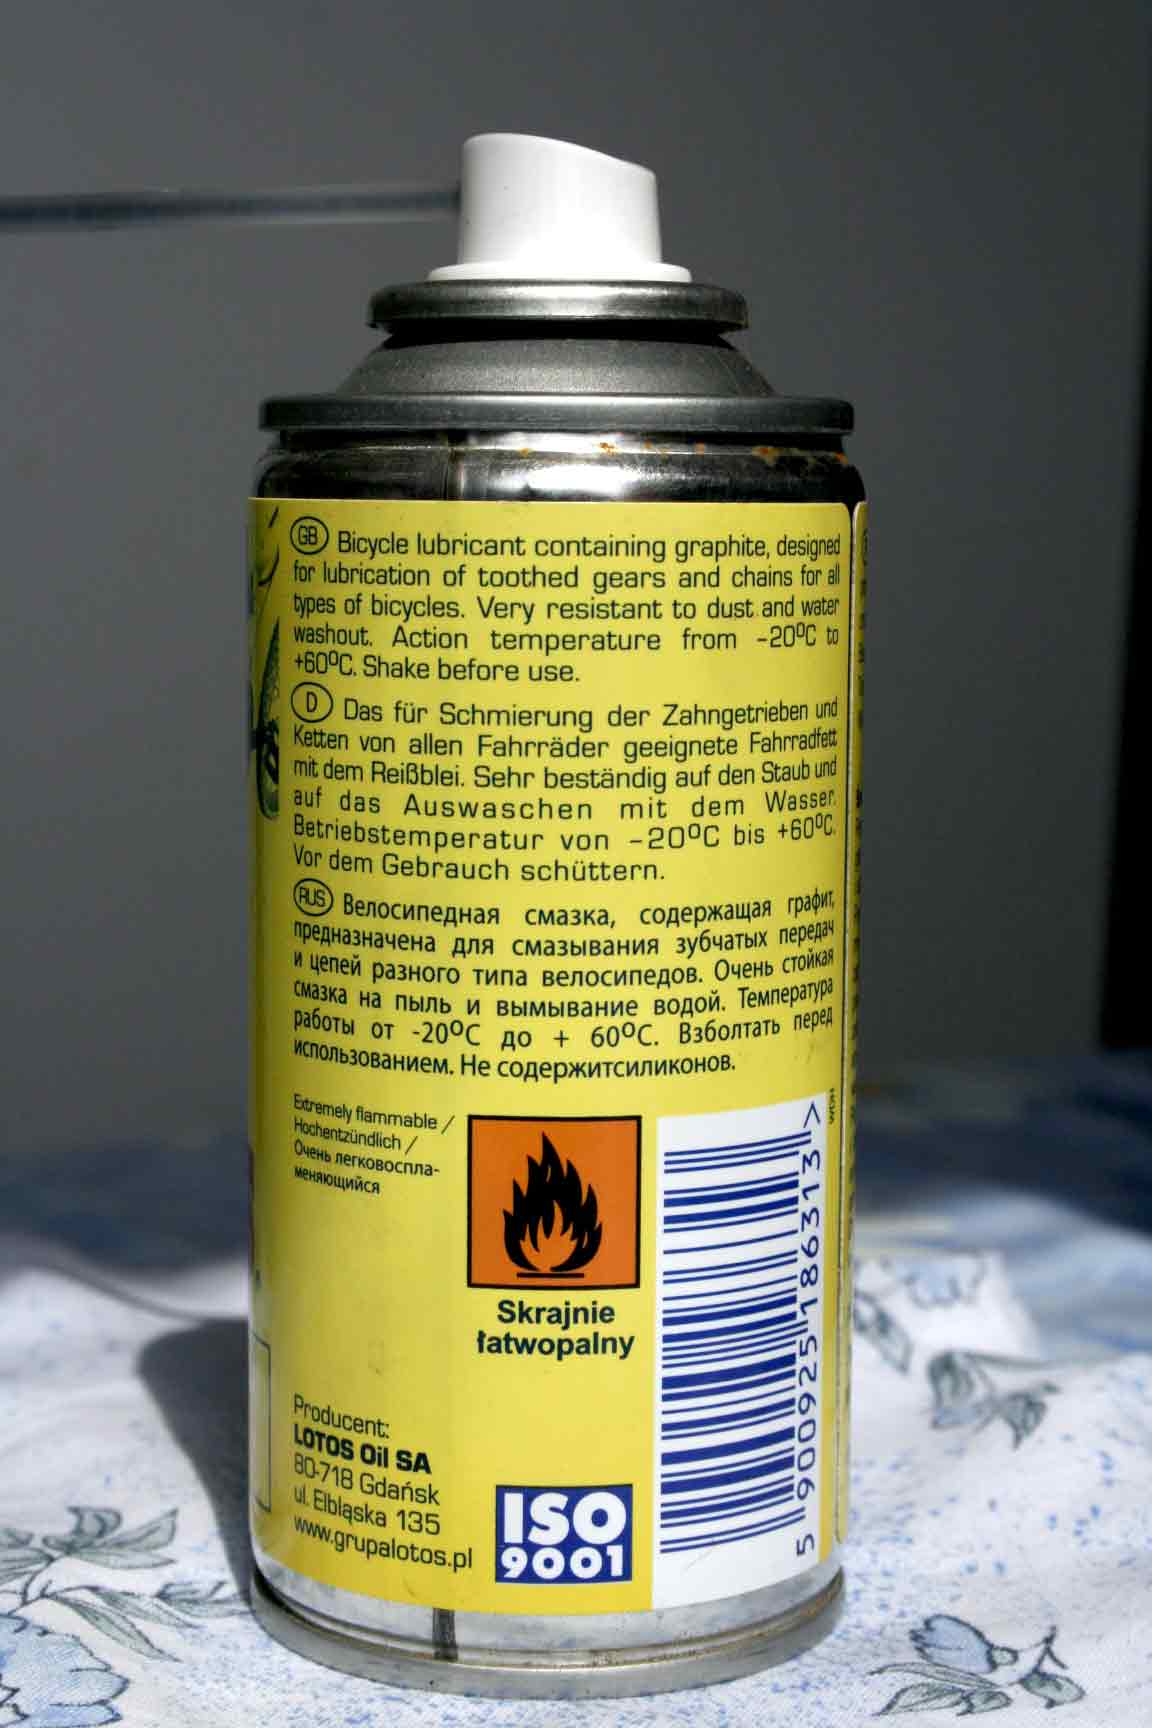 GB Bicycle lubricant containing graphite, designed
for lubrication of toothed gears and chains for all
types of bicycles. Very resistant to dust and water
washout. Action temperature from -20ºC to
+60ºC. Shake before use.
D Das für Schmierung der Zahngetrieben und
Ketten von allen Fahrräder geeignete Fahrradfett
mit dem Reißblei. Sehr beständig auf den Staub und
auf das Auswaschen mit dem Wasser.
Betriebstemperatur von -20ºC bis +60ºC.
Vor dem Gebrauch schüttern.
RUS Велосипедная смазка, содержащая графит,
предназначена для смазывания зубчатых передач
и цепей разного типа велосипедов. Очень стойкая
смазка на пыль и вымывание водой. Температура
работы от -20ºC до + 60ºC. Взболтать перед
использованием. Не содержитсиликонов.
Extremely flammable /
Hochentzündlich /
Очень легковоспла-
меняющийся
Skrajnie
łatwopalny
Producent:
LOTOS Oil SA
80-718 Gdańsk
ul. Elbląska 135
www.grupalotos.pl
ISO
9001
5 900925 186313 >
WDN